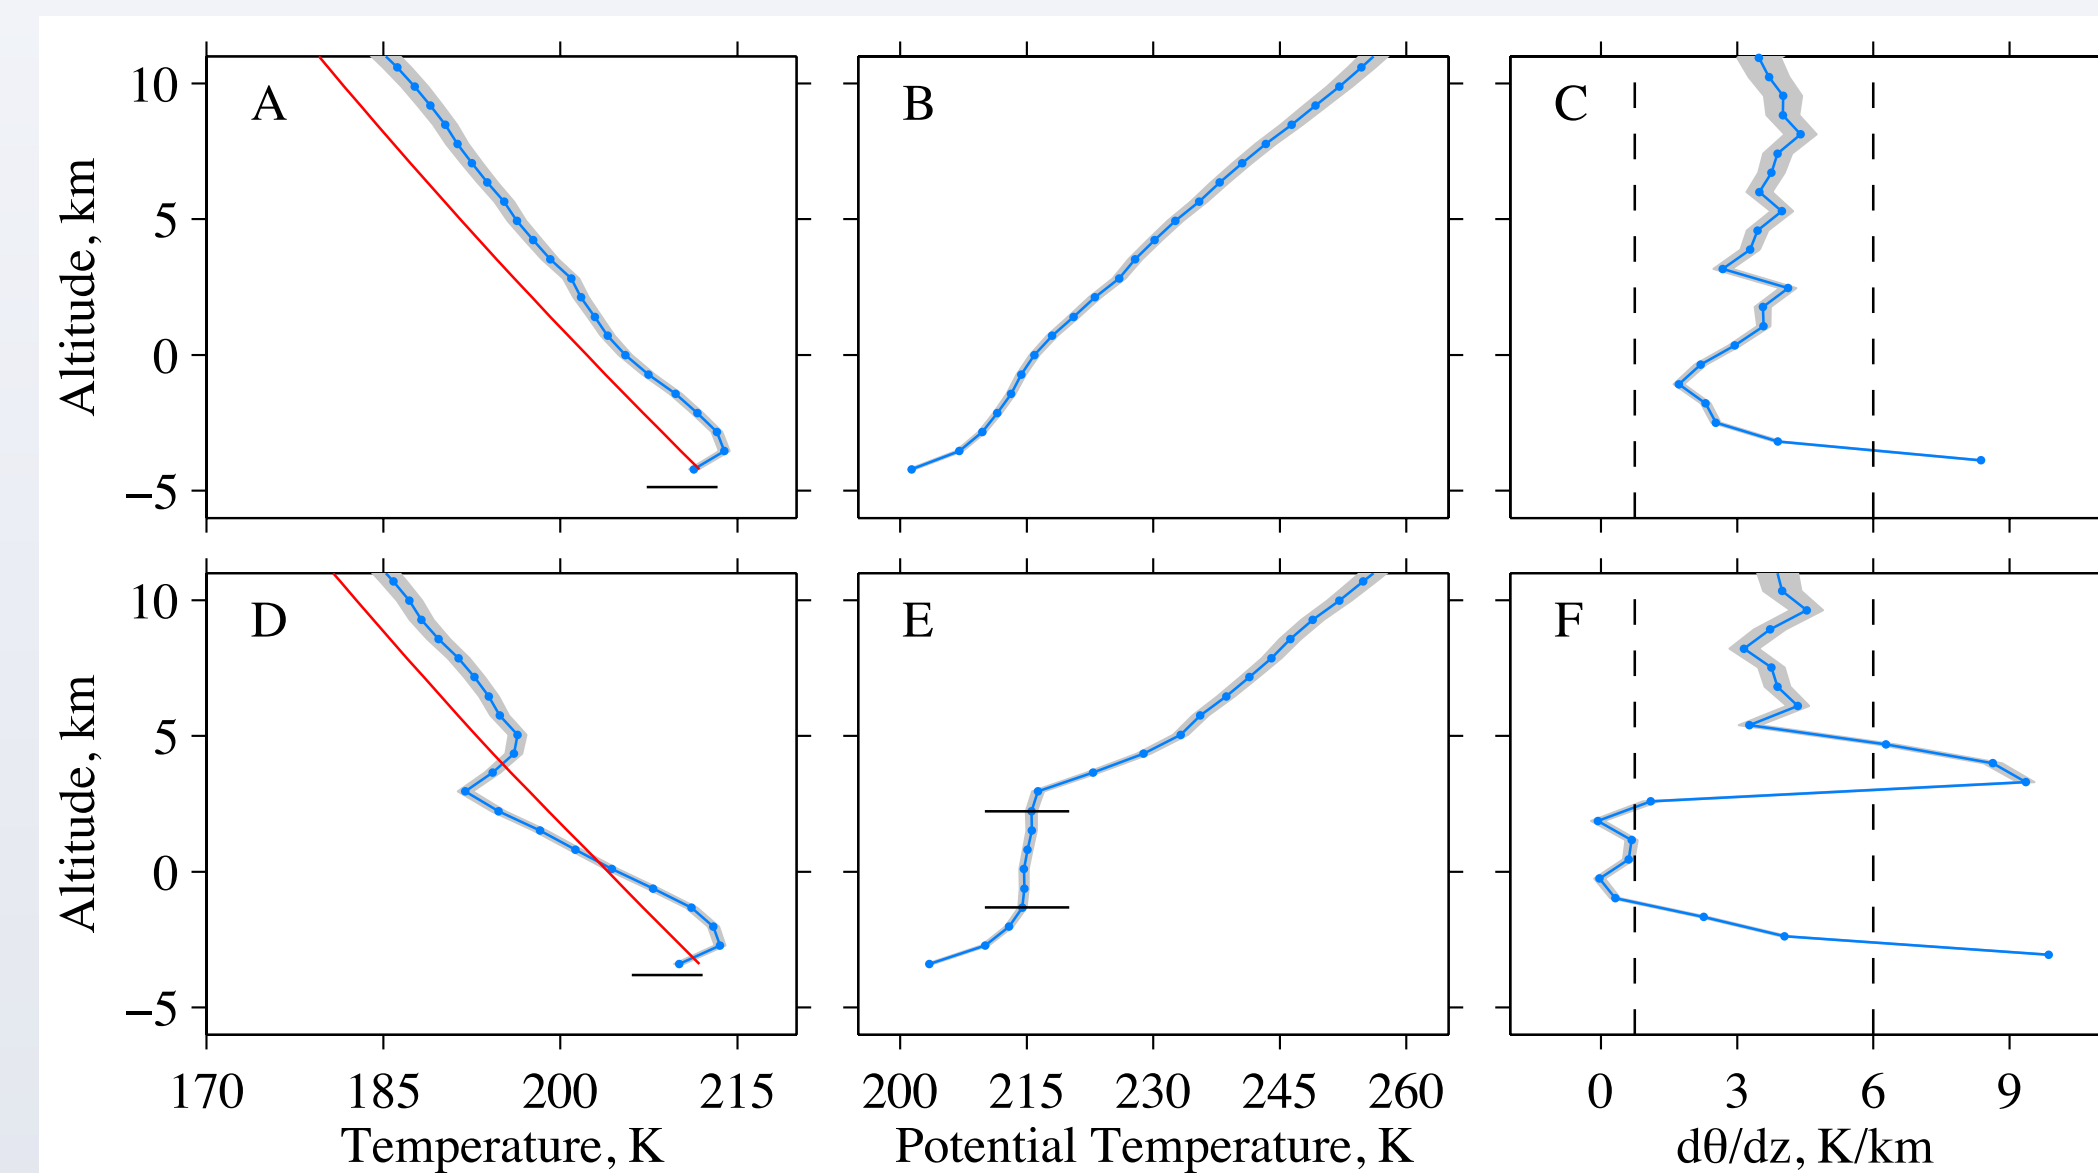 A
B
C
10
5
0
−5
Altitude, km
D
E
F
10
5
0
−5
Altitude, km
170 185 200 215
200 215 230 245 260
0 3 6 9
Temperature, K
Potential Temperature, K
dθ/dz, K/km